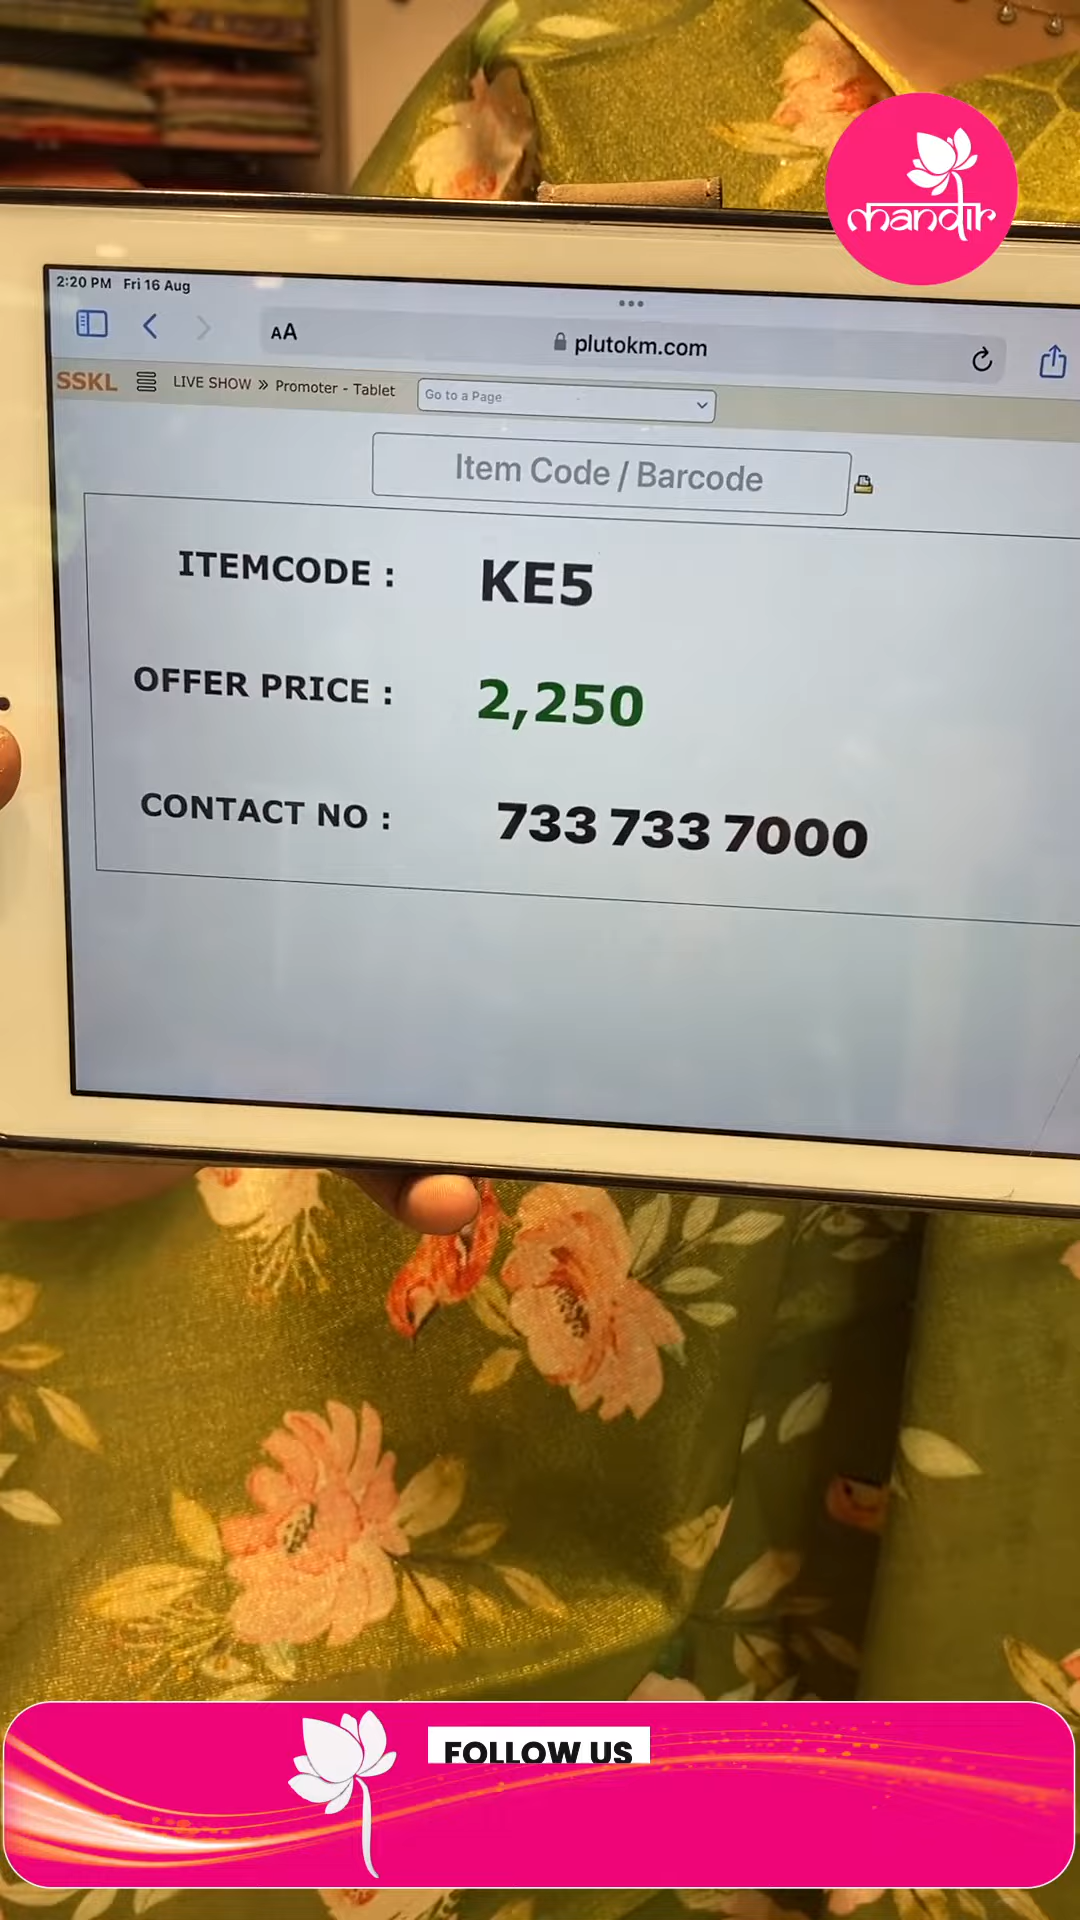 mandir
2:20 PM Fri 16 Aug
AA plutokm.com
SSKL LIVE SHOW » Promoter - Tablet Go to a Page
Item Code / Barcode
ITEMCODE : KE5
OFFER PRICE : 2,250
CONTACT NO : 733 733 7000
FOLLOW US